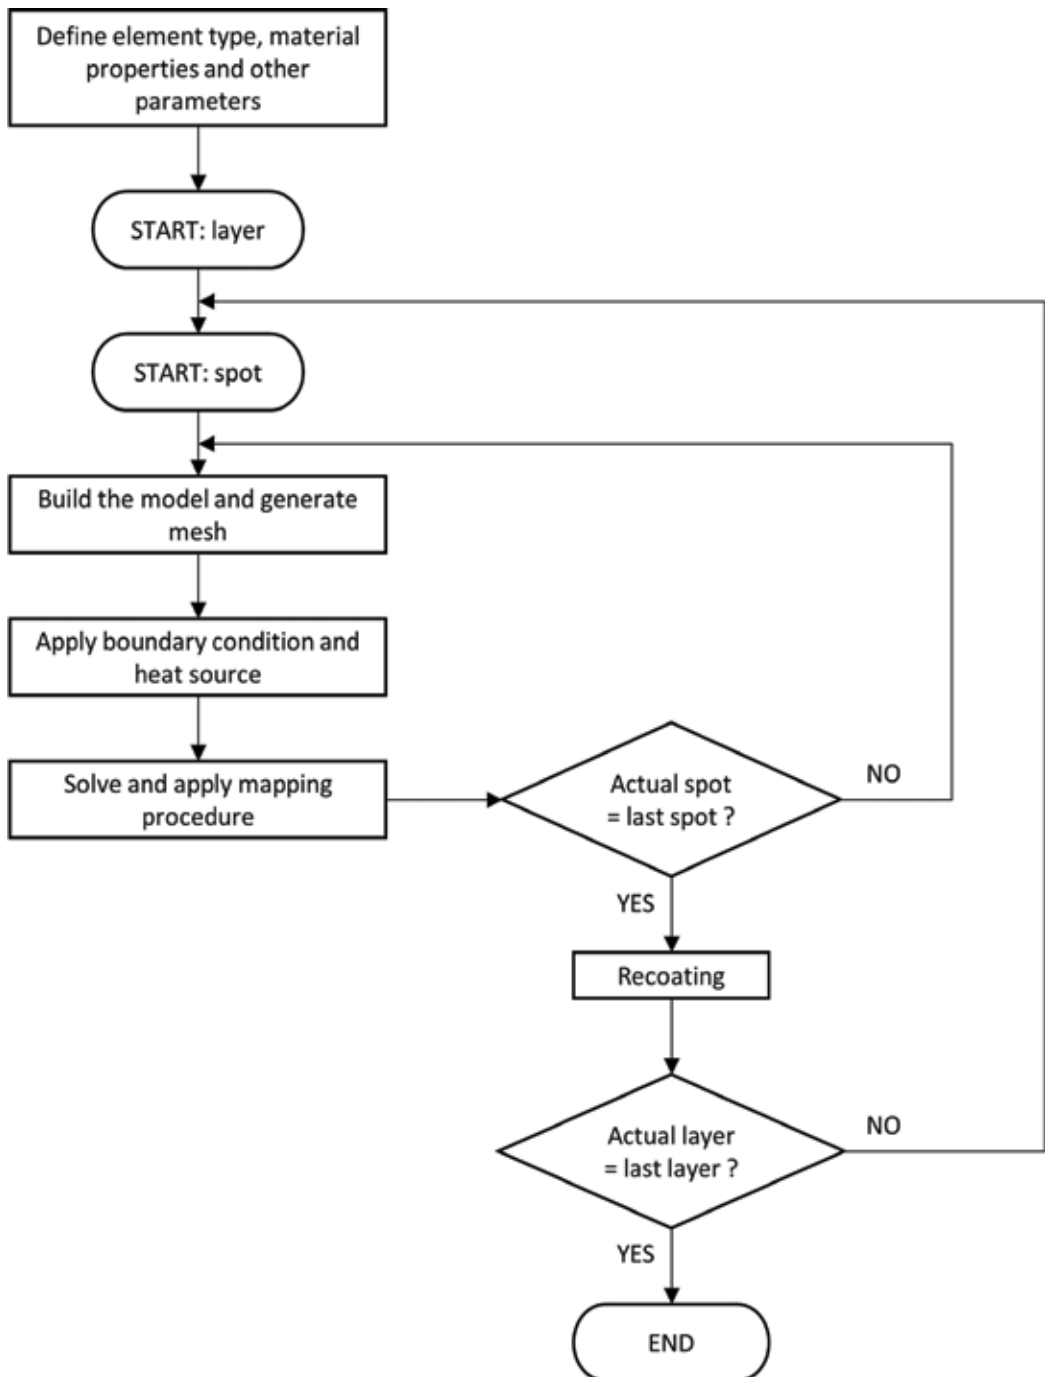 Define element type, material
properties and other
parameters
START: layer
START: spot
Build the model and generate
mesh
Apply boundary condition and
heat source
Solve and apply mapping
procedure
Actual spot
= last spot ?
NO
YES
Recoating
Actual layer
= last layer ?
NO
YES
END